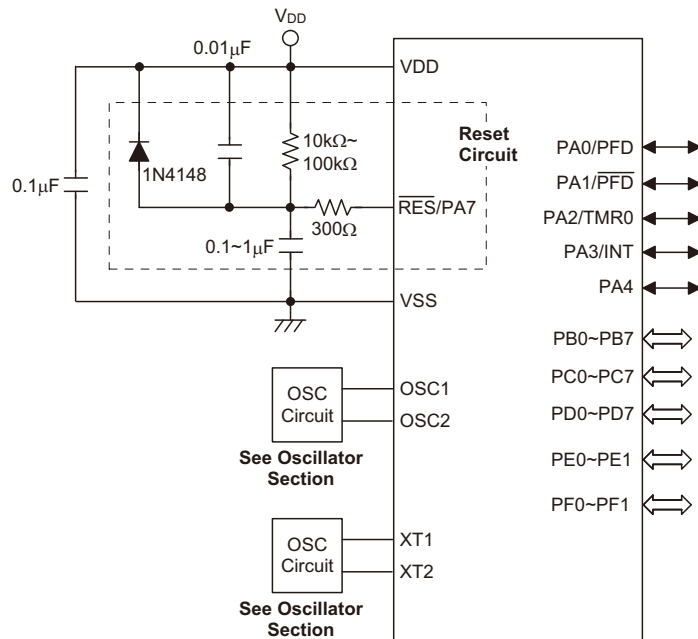 VDD
0.01μF
VDD
Reset
Circuit
10kΩ~
100kΩ
1N4148
0.1μF
RES/PA7
300Ω
0.1~1μF
VSS
OSC
Circuit
OSC1
OSC2
See Oscillator
Section
OSC
Circuit
XT1
XT2
See Oscillator
Section
PA0/PFD
PA1/PFD
PA2/TMR0
PA3/INT
PA4
PB0~PB7
PC0~PC7
PD0~PD7
PE0~PE1
PF0~PF1